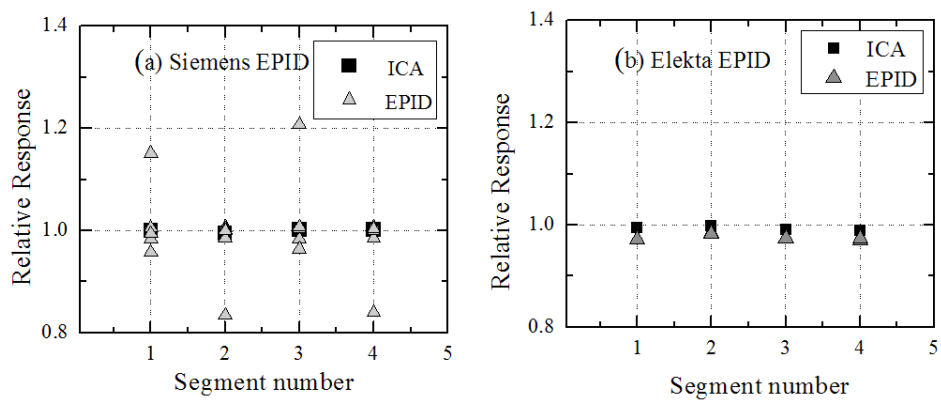 1.4
(a) Siemens EPID
ICA
EPID
1.2
1.0
0.8
Relative Response
1 2 3 4 5
Segment number
1.4
(b) Elekta EPID
ICA
EPID
1.2
1.0
0.8
Relative Response
1 2 3 4 5
Segment number